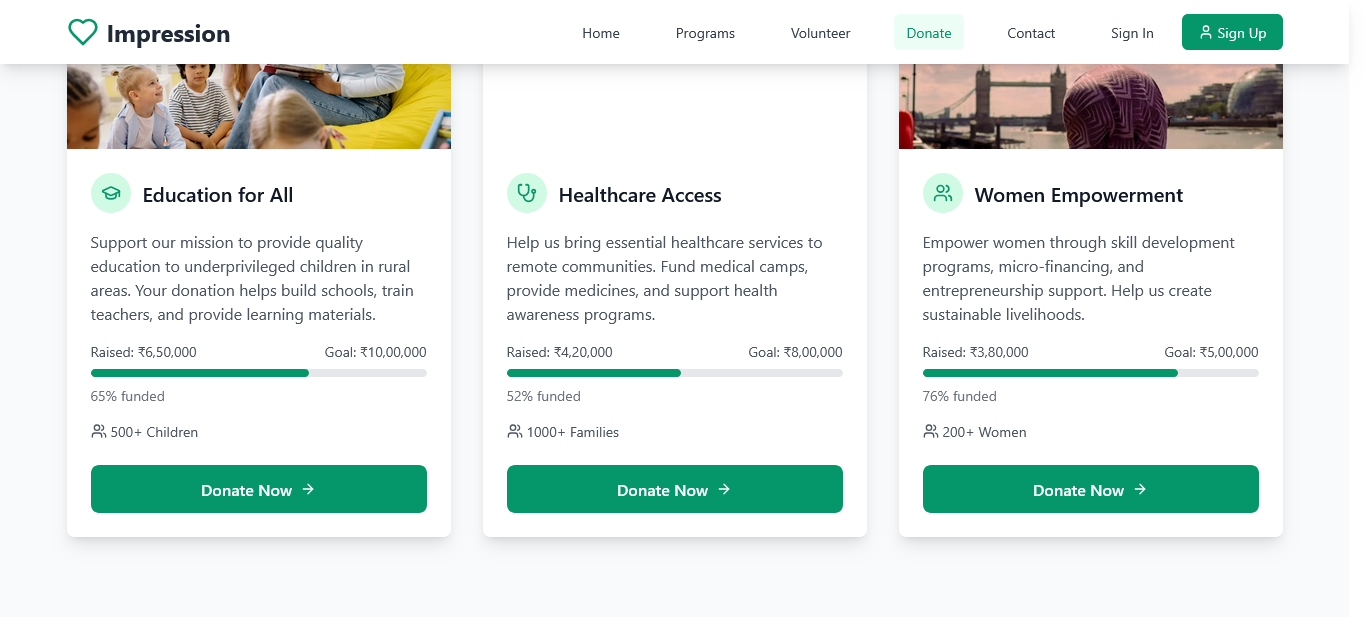 Impression
Home
Programs
Volunteer
Donate
Contact
Sign In
Sign Up
Education for All
Support our mission to provide quality
education to underprivileged children in rural
areas. Your donation helps build schools, train
teachers, and provide learning materials.
Raised: ₹6,50,000
Goal: ₹10,00,000
65% funded
500+ Children
Donate Now
Healthcare Access
Help us bring essential healthcare services to
remote communities. Fund medical camps,
provide medicines, and support health
awareness programs.
Raised: ₹4,20,000
Goal: ₹8,00,000
52% funded
1000+ Families
Donate Now
Women Empowerment
Empower women through skill development
programs, micro-financing, and
entrepreneurship support. Help us create
sustainable livelihoods.
Raised: ₹3,80,000
Goal: ₹5,00,000
76% funded
200+ Women
Donate Now